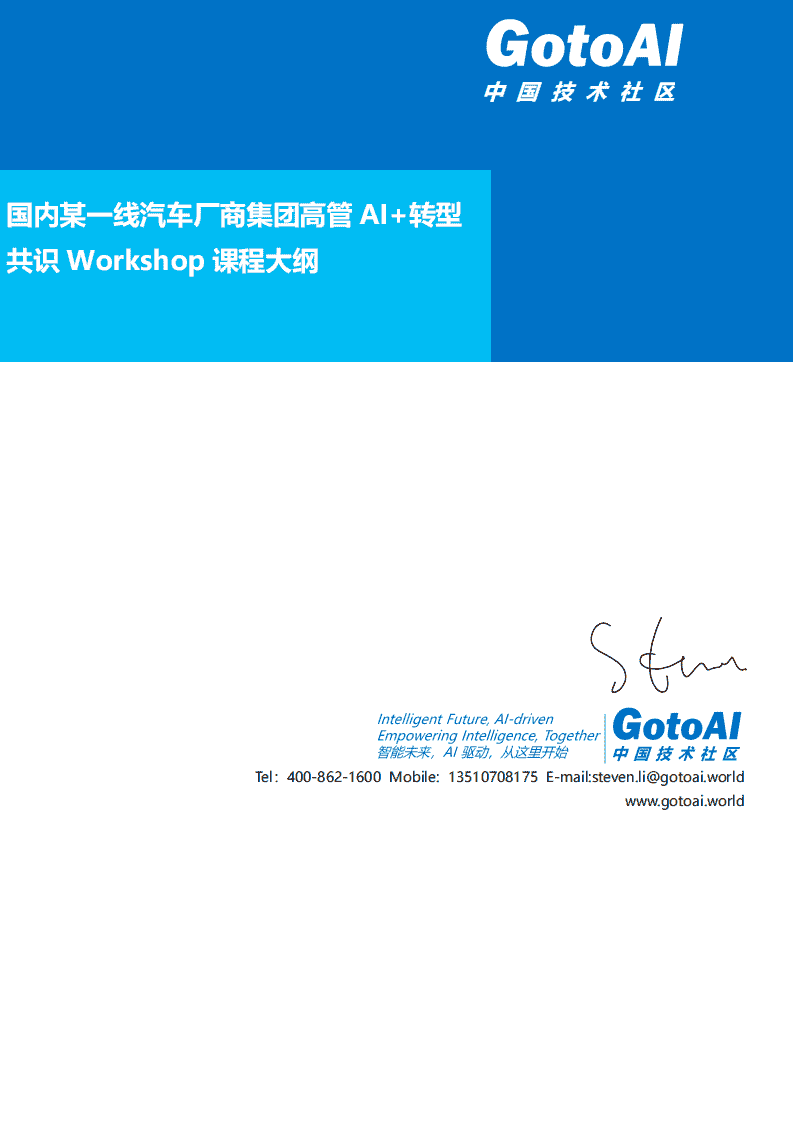 GotoAI
中国技术社区
国内某一线汽车厂商集团高管 AI+转型
共识 Workshop 课程大纲
Steven
Intelligent Future, AI-driven
Empowering Intelligence, Together
智能未来，AI 驱动，从这里开始
GotoAI
中国技术社区
Tel：400-862-1600 Mobile: 13510708175 E-mail:steven.li@gotoai.world
www.gotoai.world